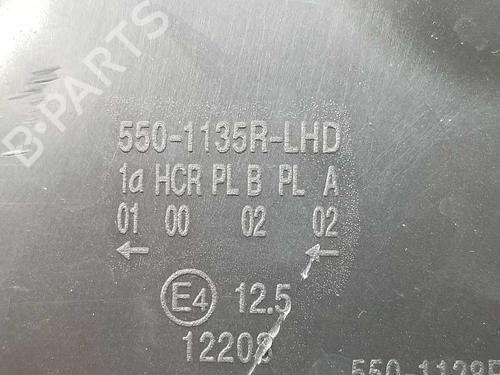 B-PARTS
550-1135R-LHD
1a HCR PL B PL A
01 00 02 02
← ←
E4 12.5
12208